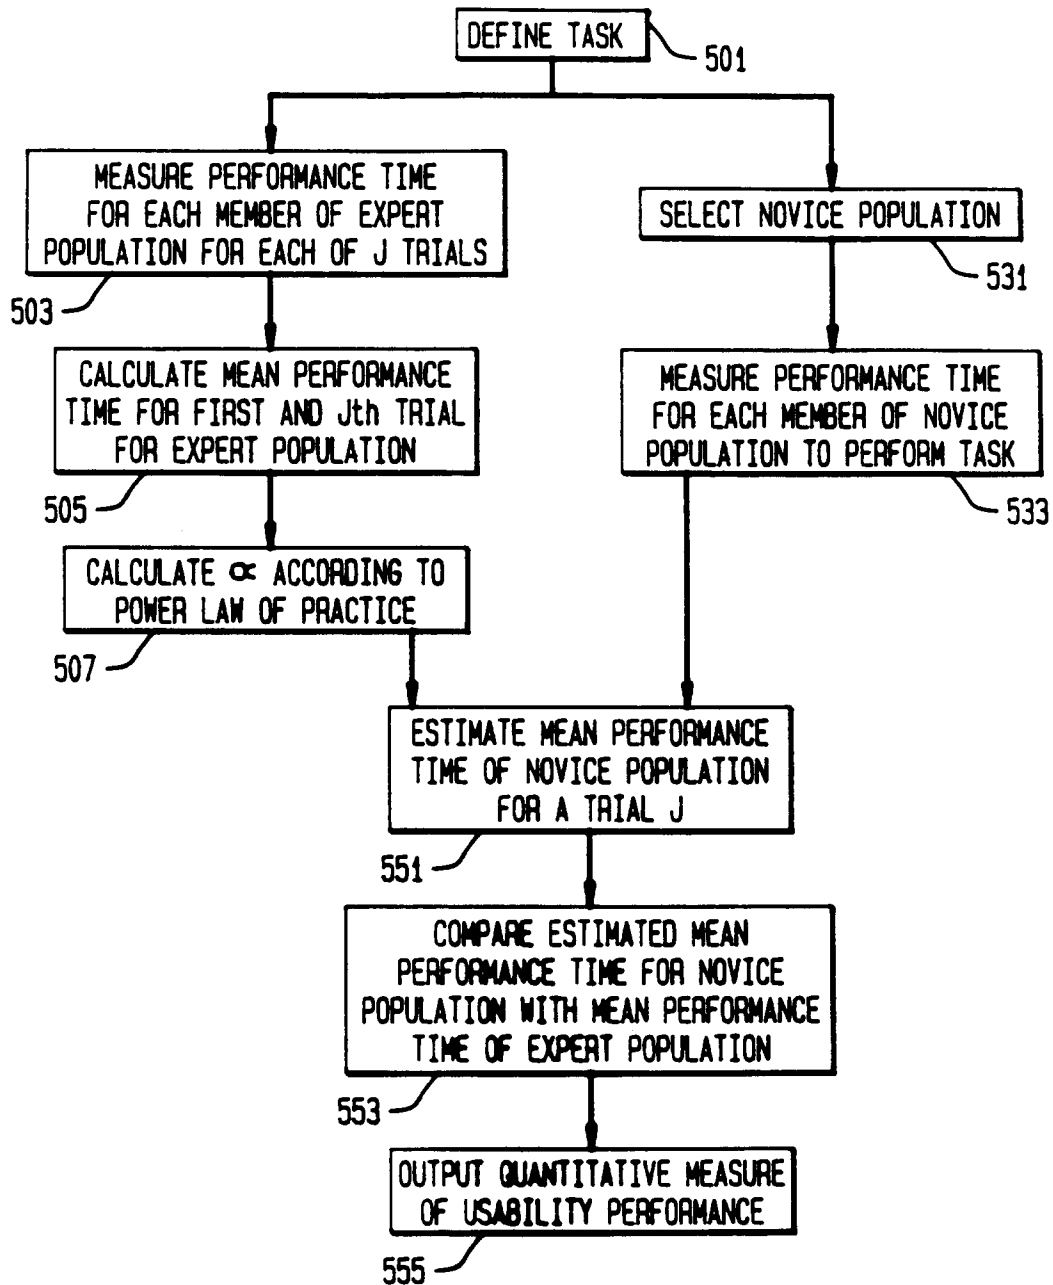 DEFINE TASK
501
MEASURE PERFORMANCE TIME
FOR EACH MEMBER OF EXPERT
POPULATION FOR EACH OF J TRIALS
503
SELECT NOVICE POPULATION
531
CALCULATE MEAN PERFORMANCE
TIME FOR FIRST AND Jth TRIAL
FOR EXPERT POPULATION
505
MEASURE PERFORMANCE TIME
FOR EACH MEMBER OF NOVICE
POPULATION TO PERFORM TASK
533
CALCULATE ∝ ACCORDING TO
POWER LAW OF PRACTICE
507
ESTIMATE MEAN PERFORMANCE
TIME OF NOVICE POPULATION
FOR A TRIAL J
551
COMPARE ESTIMATED MEAN
PERFORMANCE TIME FOR NOVICE
POPULATION WITH MEAN PERFORMANCE
TIME OF EXPERT POPULATION
553
OUTPUT QUANTITATIVE MEASURE
OF USABILITY PERFORMANCE
555